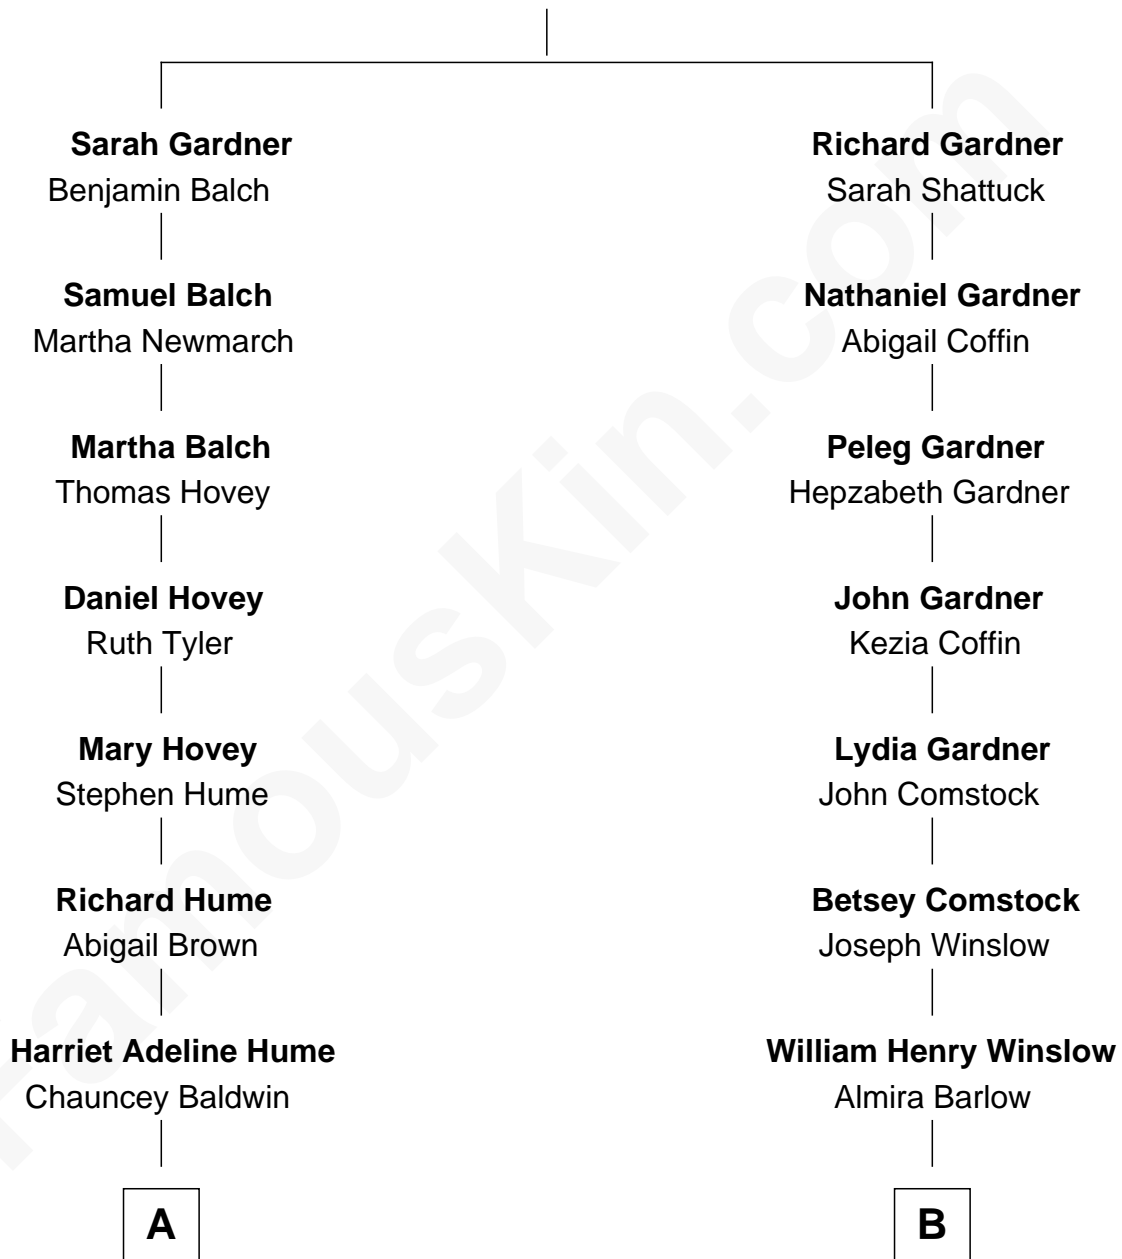 Sarah Gardner
Benjamin Balch
Samuel Balch
Martha Newmarch
Martha Balch
Thomas Hovey
Daniel Hovey
Ruth Tyler
Mary Hovey
Stephen Hume
Richard Hume
Abigail Brown
Harriet Adeline Hume
Chauncey Baldwin
A
Richard Gardner
Sarah Shattuck
Nathaniel Gardner
Abigail Coffin
Peleg Gardner
Hepzabeth Gardner
John Gardner
Kezia Coffin
Lydia Gardner
John Comstock
Betsey Comstock
Joseph Winslow
William Henry Winslow
Almira Barlow
B
FamousKin.com